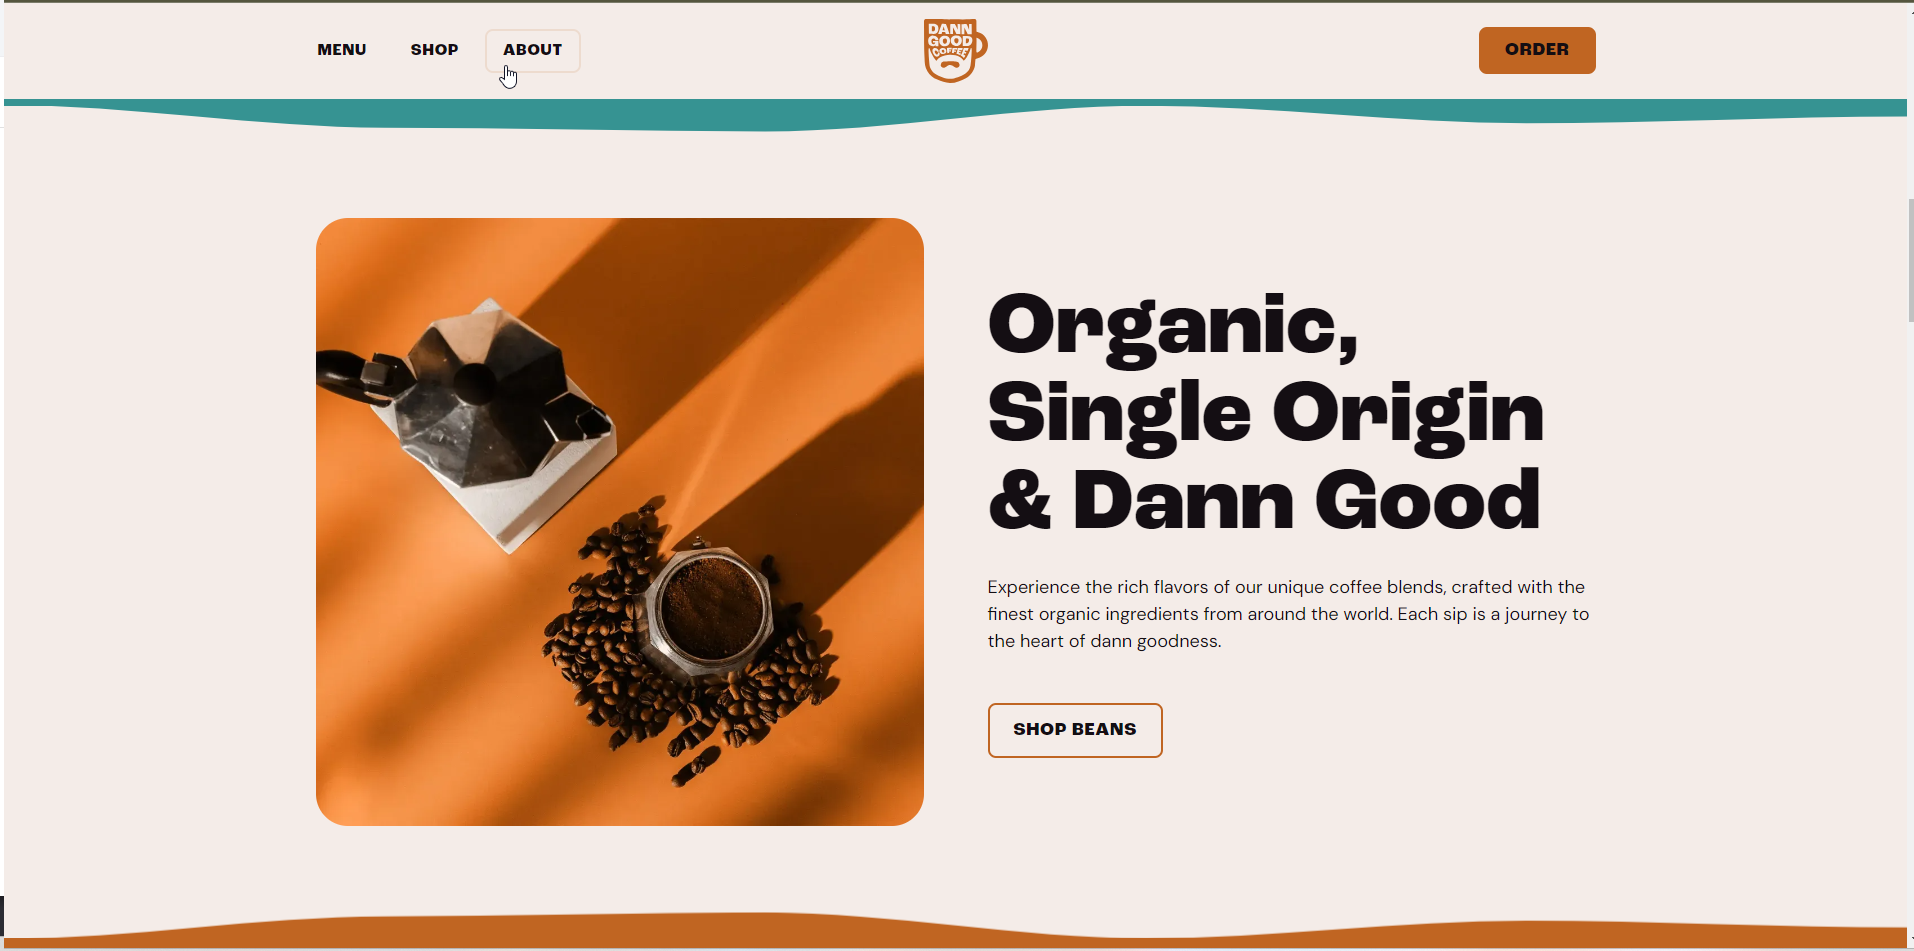 MENU
SHOP
ABOUT
DANN
GOOD
COFFEE
ORDER
Organic,
Single Origin
& Dann Good
Experience the rich flavors of our unique coffee blends, crafted with the
finest organic ingredients from around the world. Each sip is a journey to
the heart of dann goodness.
SHOP BEANS